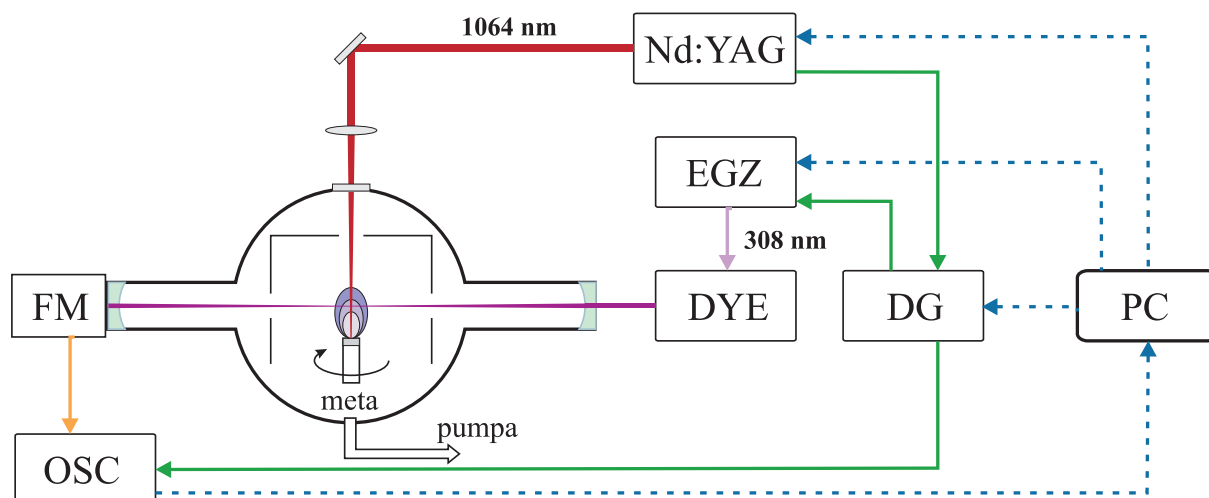 1064 nm
Nd:YAG
EGZ
308 nm
FM
DYE
DG
PC
meta
pumpa
OSC